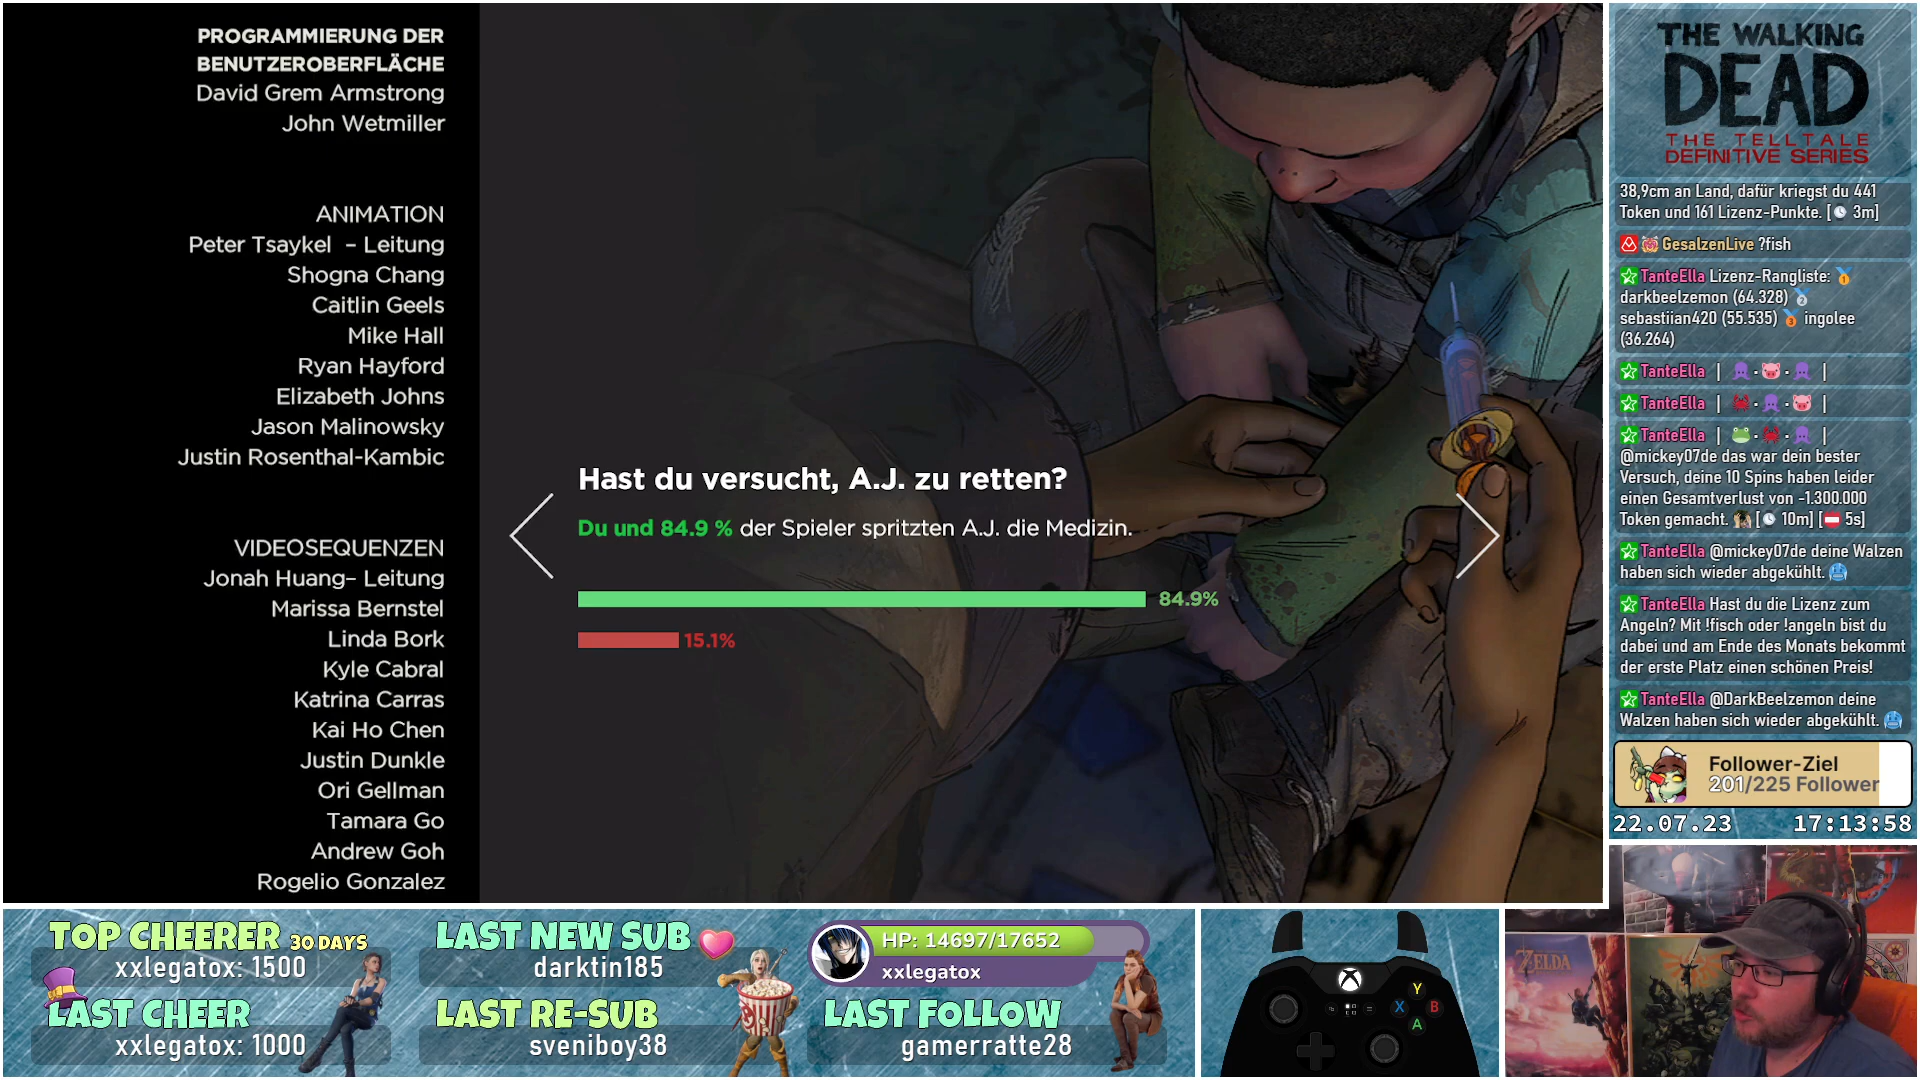 PROGRAMMIERUNG DER
BENUTZEROBERFLÄCHE
David Grem Armstrong
John Wetmiller
ANIMATION
Peter Tsaykel – Leitung
Shogna Chang
Caitlin Geels
Mike Hall
Ryan Hayford
Elizabeth Johns
Jason Malinowsky
Justin Rosenthal-Kambic
VIDEOSEQUENZEN
Jonah Huang– Leitung
Marissa Bernstel
Linda Bork
Kyle Cabral
Katrina Carras
Kai Ho Chen
Justin Dunkle
Ori Gellman
Tamara Go
Andrew Goh
Rogelio Gonzalez
Hast du versucht, A.J. zu retten?
Du und 84.9 % der Spieler spritzten A.J. die Medizin.
84.9%
15.1%
THE WALKING
DEAD
THE TELLTALE
DEFINITIVE SERIES
38,9cm an Land, dafür kriegst du 441
Token und 161 Lizenz-Punkte. [🕓 3m]
GesalzenLive ?fish
TanteElla Lizenz-Rangliste: 🥇
darkbeelzemon (64.328) 🥈
sebastiian420 (55.535) 🥉 ingolee
(36.264)
TanteElla | 🐙 · 🐷 · 🐙 |
TanteElla | 🦀 · 🐙 · 🐷 |
TanteElla | 🐸 · 🦀 · 🐙 |
@mickey07de das war dein bester
Versuch, deine 10 Spins haben leider
einen Gesamtverlust von -1.300.000
Token gemacht. [🕓 10m] [⛔ 5s]
TanteElla @mickey07de deine Walzen
haben sich wieder abgekühlt. 🥶
TanteElla Hast du die Lizenz zum
Angeln? Mit !fisch oder !angeln bist du
dabei und am Ende des Monats bekommt
der erste Platz einen schönen Preis!
TanteElla @DarkBeelzemon deine
Walzen haben sich wieder abgekühlt. 🥶
Follower-Ziel
201/225 Follower
22.07.23 17:13:58
TOP CHEERER 30 DAYS
xxlegatox: 1500
LAST CHEER
xxlegatox: 1000
LAST NEW SUB
darktin185
LAST RE-SUB
sveniboy38
HP: 14697/17652
xxlegatox
LAST FOLLOW
gamerratte28
Y
X
B
A
ZELDA